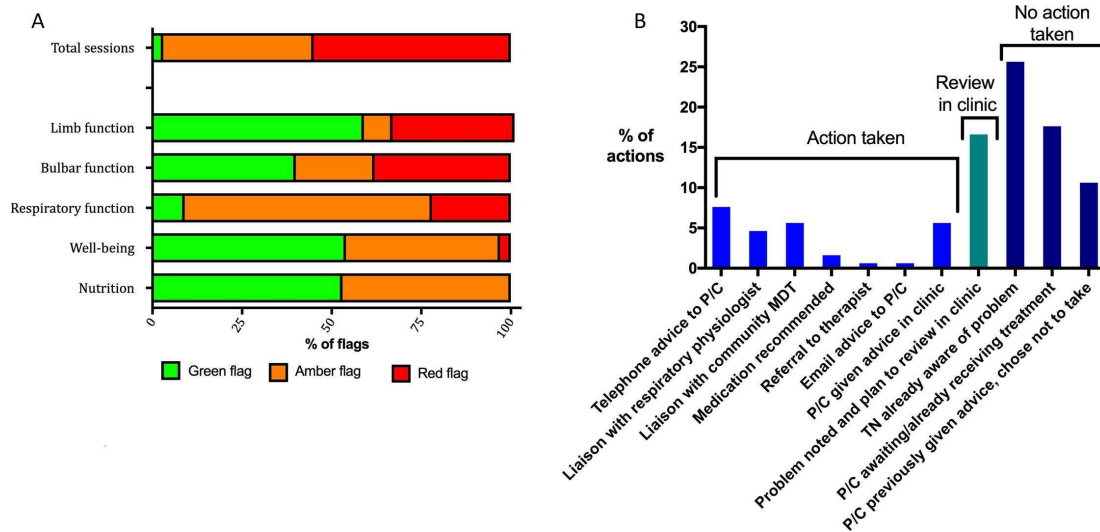 A
Total sessions
Limb function
Bulbar function
Respiratory function
Well-being
Nutrition
0
25
50
75
100
% of flags
Green flag
Amber flag
Red flag
B
No action
taken
Review
in clinic
Action taken
% of
actions
30
25
20
15
10
5
0
Telephone advice to P/C
Liaison with respiratory physiologist
Liaison with community MDT
Medication recommended
Referral to therapist
Email advice to P/C
P/C given advice in clinic
Problem noted and plan to review in clinic
TN already aware of problem
P/C awaiting/already receiving treatment
P/C previously given advice, chose not to take